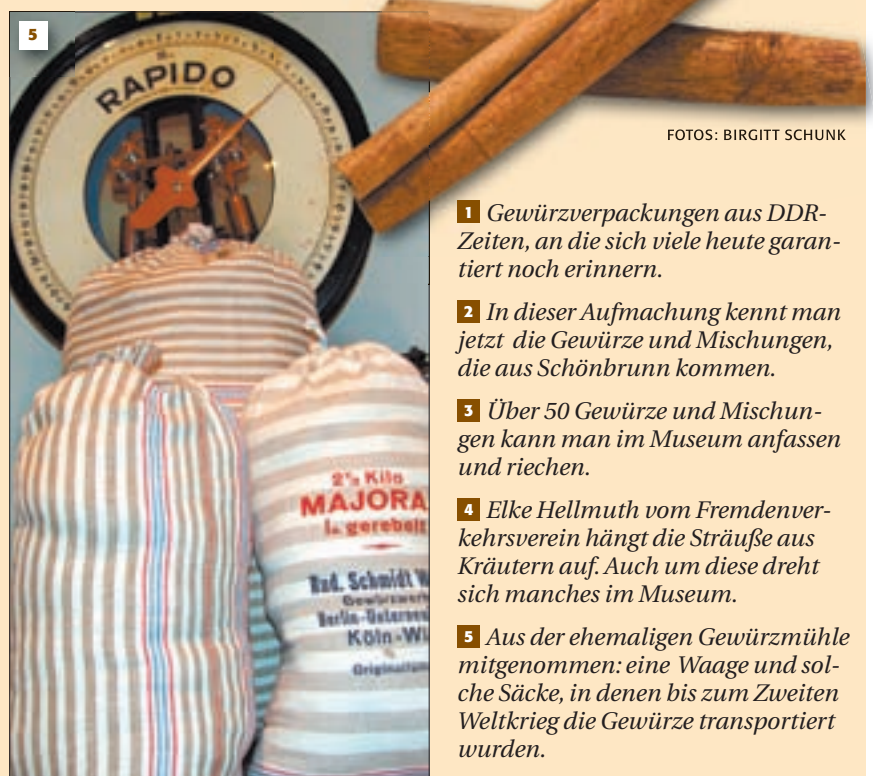 5
RAPIDO
2½ Kilo
MAJORA
Ia gerebelt
Rud. Schmidt
Köln-
FOTOS: BIRGITT SCHUNK
1 Gewürzverpackungen aus DDR-
Zeiten, an die sich viele heute garan-
tiert noch erinnern.
2 In dieser Aufmachung kennt man
jetzt die Gewürze und Mischungen,
die aus Schönbrunn kommen.
3 Über 50 Gewürze und Mischun-
gen kann man im Museum anfassen
und riechen.
4 Elke Hellmuth vom Fremdenver-
kehrsverein hängt die Sträuße aus
Kräutern auf. Auch um diese dreht
sich manches im Museum.
5 Aus der ehemaligen Gewürzmühle
mitgenommen: eine Waage und sol-
che Säcke, in denen bis zum Zweiten
Weltkrieg die Gewürze transportiert
wurden.